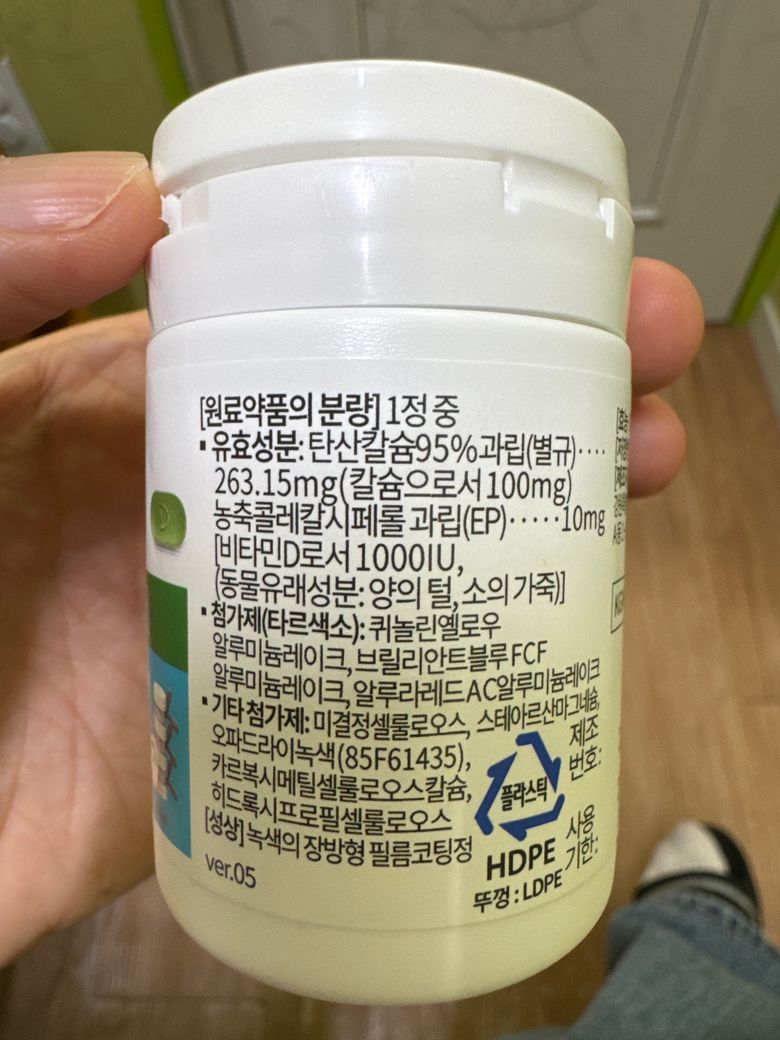 [원료약품의 분량] 1정 중
▪유효성분: 탄산칼슘95%과립(별규)····
263.15mg(칼슘으로서 100mg)
농축콜레칼시페롤 과립(EP)·····10mg
[비타민D로서 1000IU,
(동물유래성분: 양의 털, 소의 가죽)]
▪첨가제(타르색소): 퀴놀린옐로우
알루미늄레이크, 브릴리안트블루FCF
알루미늄레이크, 알루라레드AC알루미늄레이크
▪기타 첨가제: 미결정셀룰로오스, 스테아르산마그네슘,
오파드라이녹색(85F61435),
카르복시메틸셀룰로오스칼슘,
히드록시프로필셀룰로오스
[성상] 녹색의 장방형 필름코팅정
ver.05
플라스틱
HDPE
뚜껑 : LDPE
제조
번호:
사용
기한: